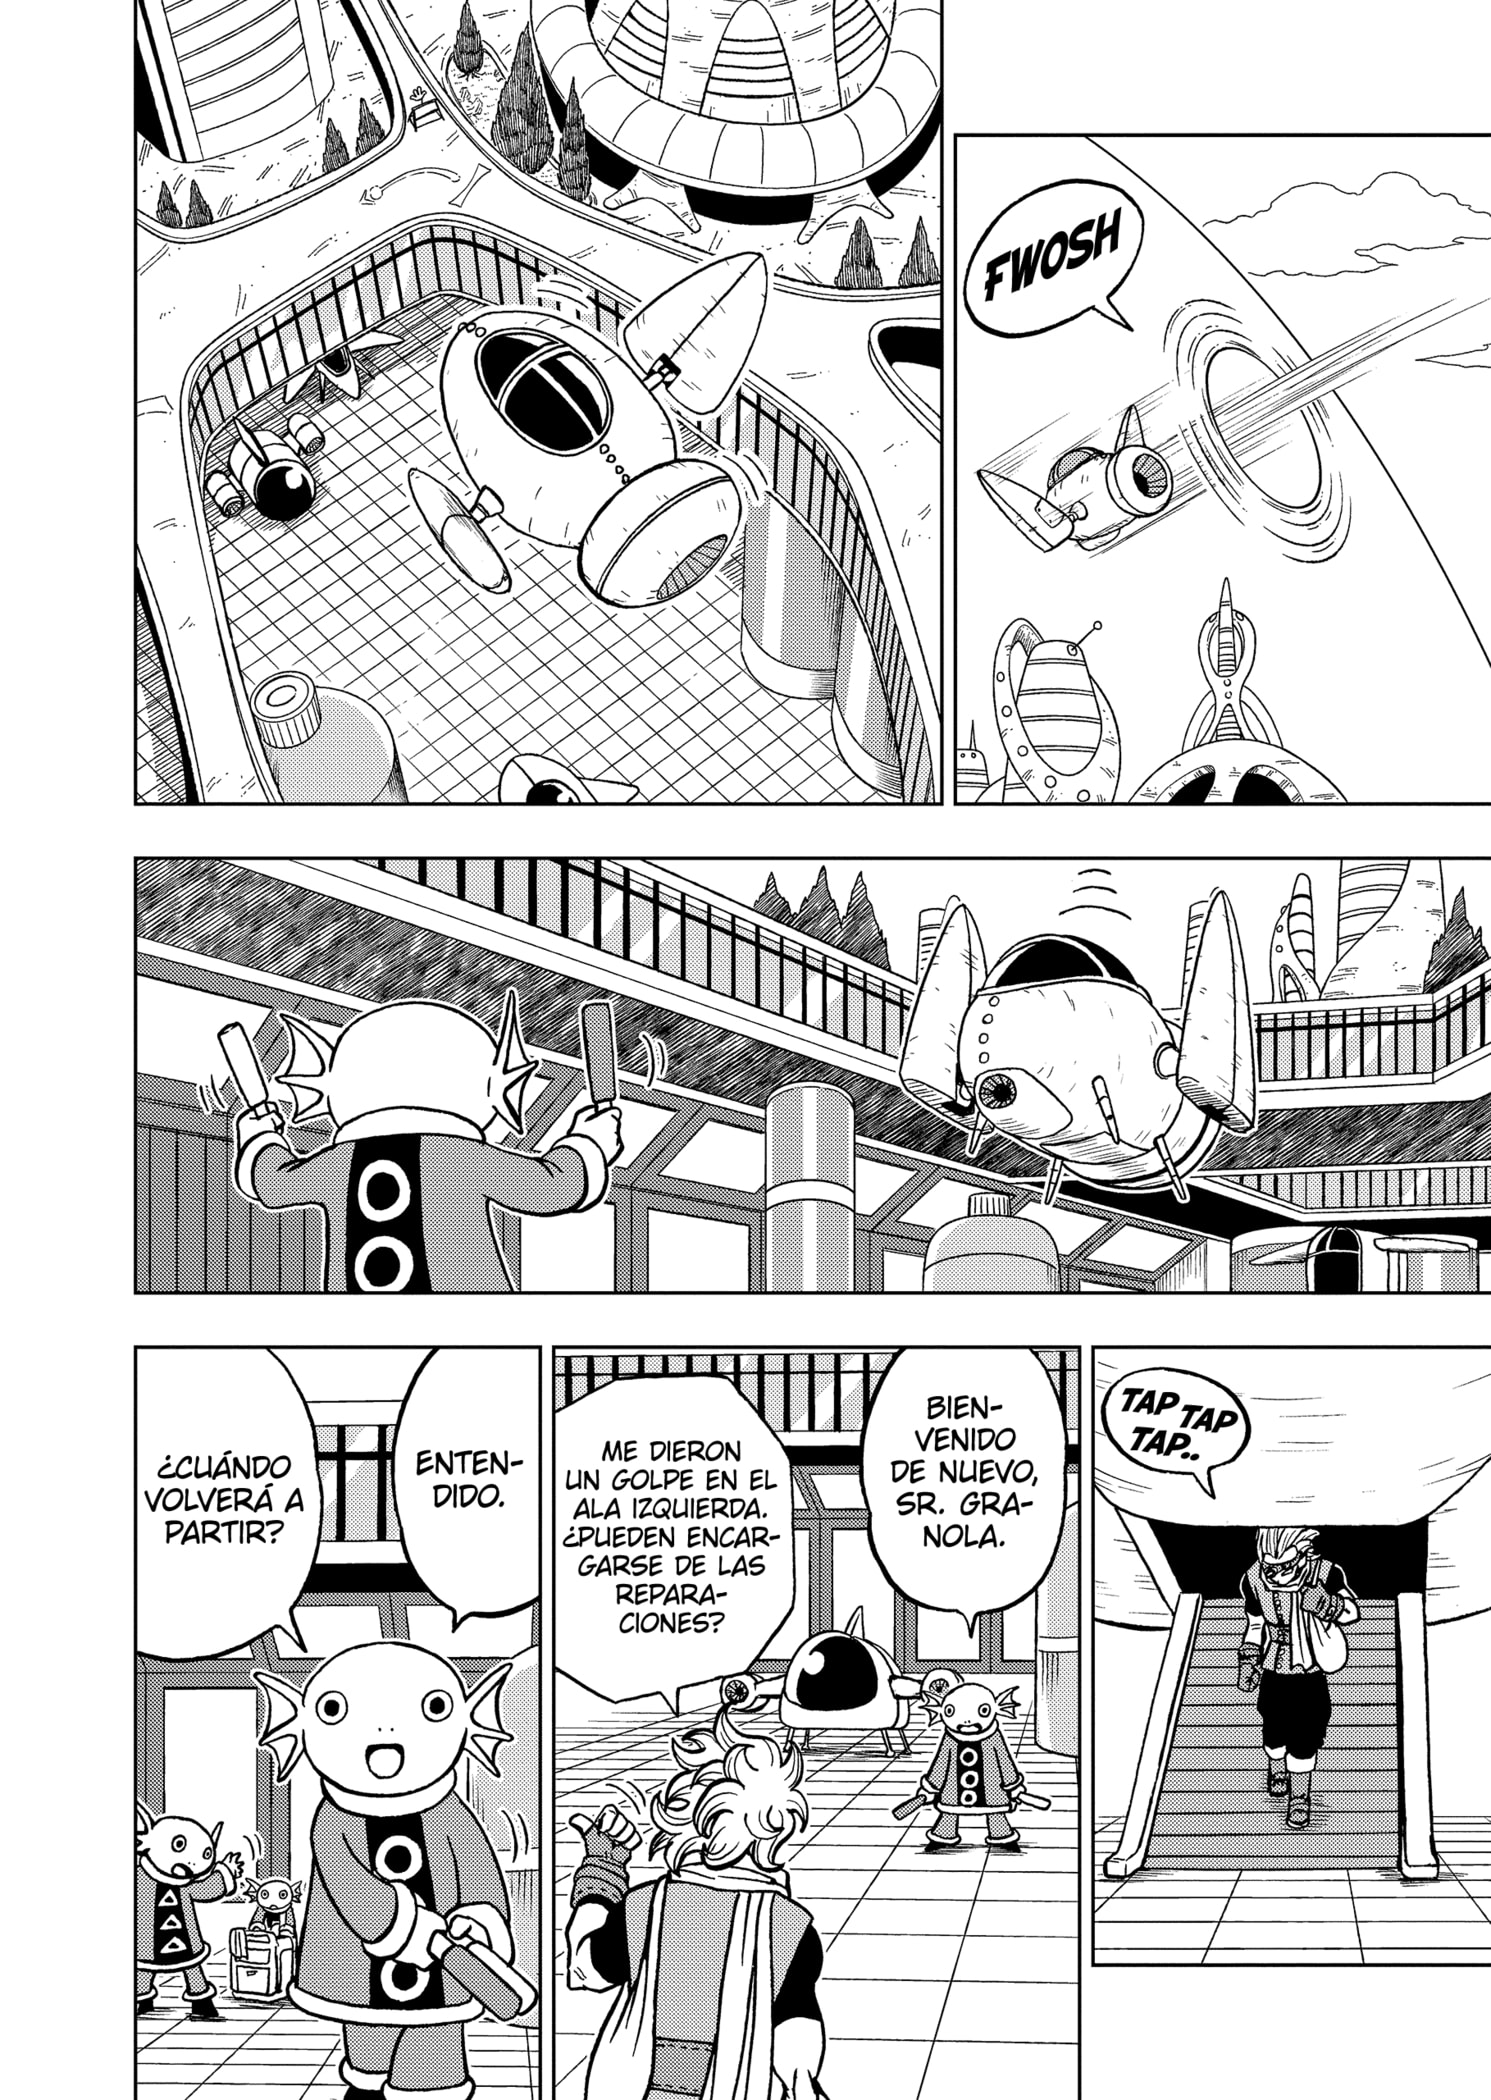 FWOSH
TAP TAP
TAP..
BIEN-
VENIDO
DE NUEVO,
SR. GRA-
NOLA.
ME DIERON
UN GOLPE EN EL
ALA IZQUIERDA.
¿PUEDEN ENCAR-
GARSE DE LAS
REPARA-
CIONES?
ENTEN-
DIDO.
¿CUÁNDO
VOLVERÁ A
PARTIR?